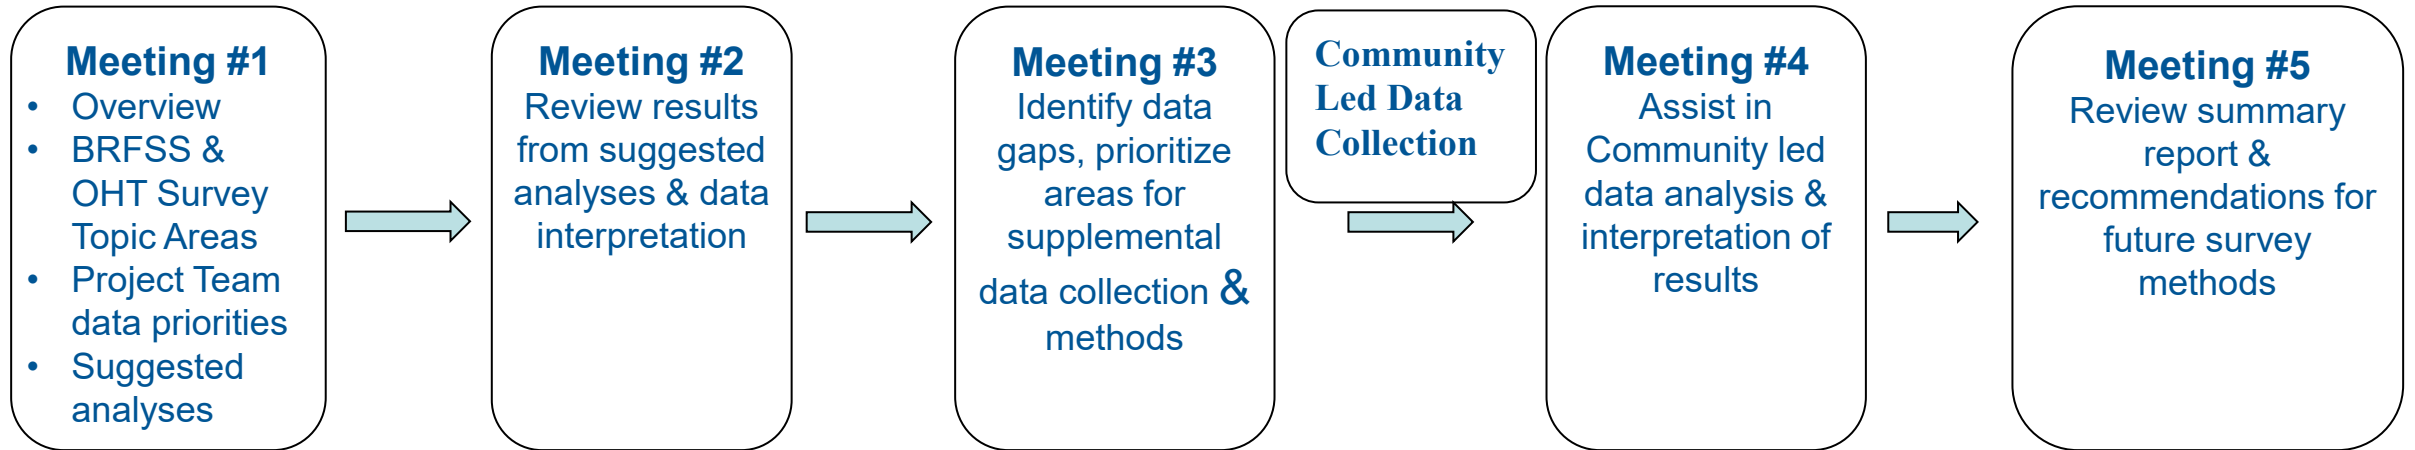 Meeting #1
• Overview
• BRFSS &
OHT Survey
Topic Areas
• Project Team
data priorities
• Suggested
analyses
Meeting #2
Review results
from suggested
analyses & data
interpretation
Meeting #3
Identify data
gaps, prioritize
areas for
supplemental
data collection &
methods
Community
Led Data
Collection
Meeting #4
Assist in
Community led
data analysis &
interpretation of
results
Meeting #5
Review summary
report &
recommendations for
future survey
methods